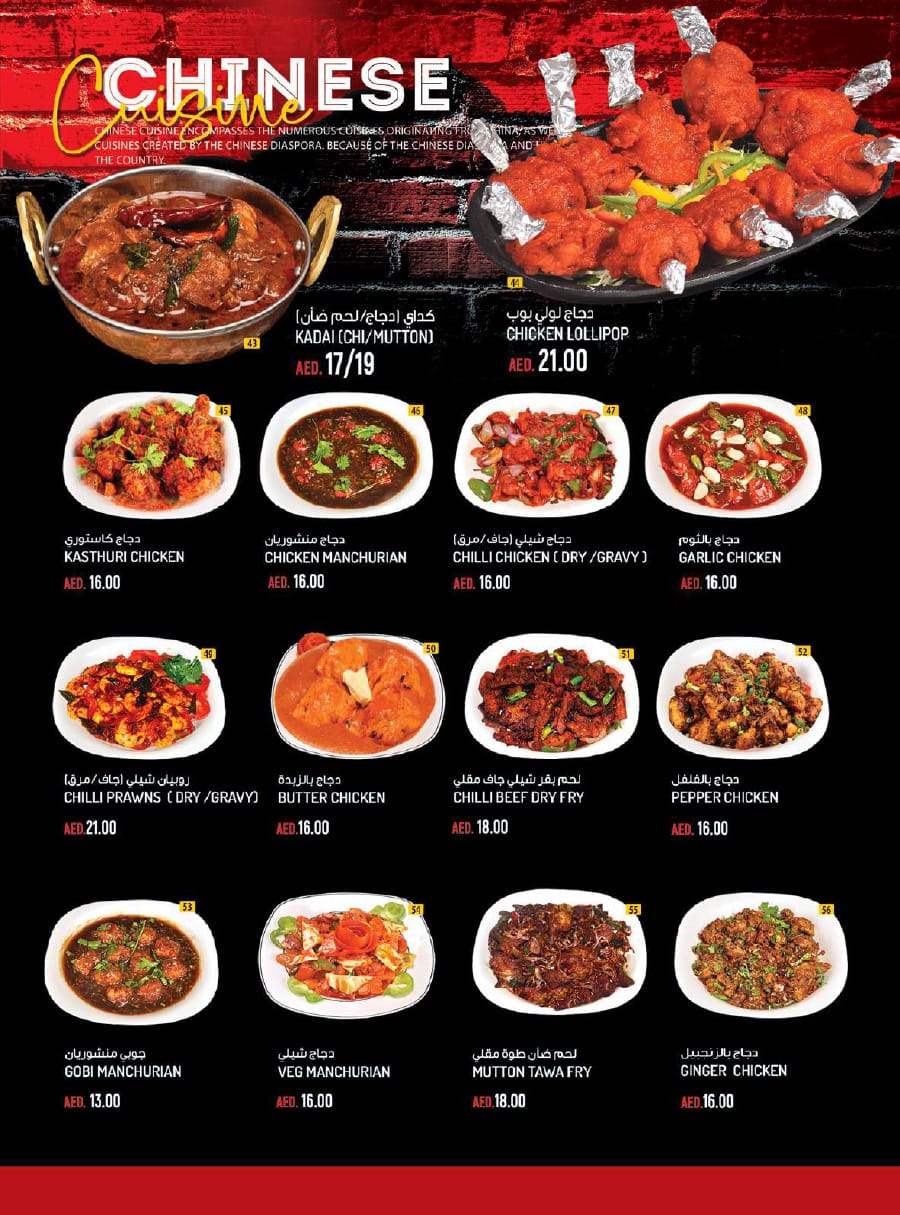 CHINESE
Cuisine
CHINESE CUISINE ENCOMPASSES THE NUMEROUS CUISINES ORIGINATING FROM CHINA, AS WE
CUISINES CREATED BY THE CHINESE DIASPORA. BECAUSE OF THE CHINESE DIASPORA AND
THE COUNTRY.
43
كداي (دجاج/لحم ضأن)
KADAI (CHI/MUTTON)
AED. 17/19
44
دجاج لولي بوب
CHICKEN LOLLIPOP
AED. 21.00
45
دجاج كاستوري
KASTHURI CHICKEN
AED. 16.00
46
دجاج منشوريان
CHICKEN MANCHURIAN
AED. 16.00
47
دجاج شيلي (جاف/مرق)
CHILLI CHICKEN ( DRY /GRAVY )
AED. 16.00
48
دجاج بالثوم
GARLIC CHICKEN
AED. 16.00
49
روبيان شيلي (جاف/مرق)
CHILLI PRAWNS ( DRY /GRAVY)
AED.21.00
50
دجاج بالزبدة
BUTTER CHICKEN
AED.16.00
51
لحم بقر شيلي جاف مقلي
CHILLI BEEF DRY FRY
AED. 18.00
52
دجاج بالفلفل
PEPPER CHICKEN
AED. 16.00
53
جوبي منشوريان
GOBI MANCHURIAN
AED. 13.00
54
دجاج شيلي
VEG MANCHURIAN
AED. 16.00
55
لحم ضأن طوة مقلي
MUTTON TAWA FRY
AED.18.00
56
دجاج بالزنجبيل
GINGER CHICKEN
AED.16.00